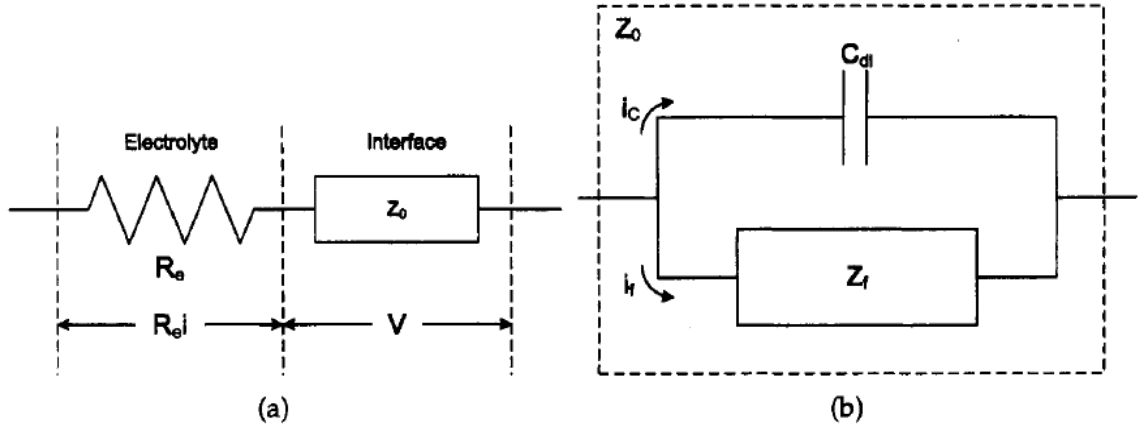 Electrolyte
Interface
Z₀
Rₑ
Rₑi
V
(a)
Z₀
C_dl
i_C
i_f
Z_f
(b)